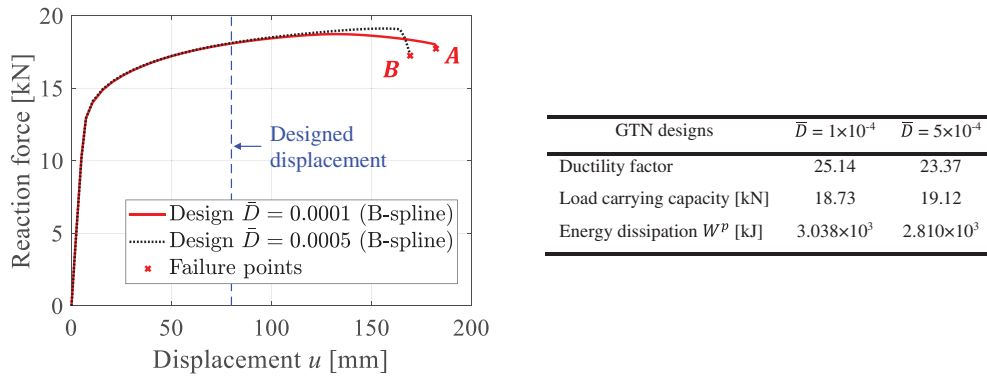 20
15
10
5
0
0
50
100
150
200
Reaction force [kN]
Displacement u [mm]
Designed
displacement
B
A
Design D̄ = 0.0001 (B-spline)
Design D̄ = 0.0005 (B-spline)
Failure points
GTN designs D̄ = 1×10⁻⁴ D̄ = 5×10⁻⁴
Ductility factor 25.14 23.37
Load carrying capacity [kN] 18.73 19.12
Energy dissipation Wᵖ [kJ] 3.038×10³ 2.810×10³